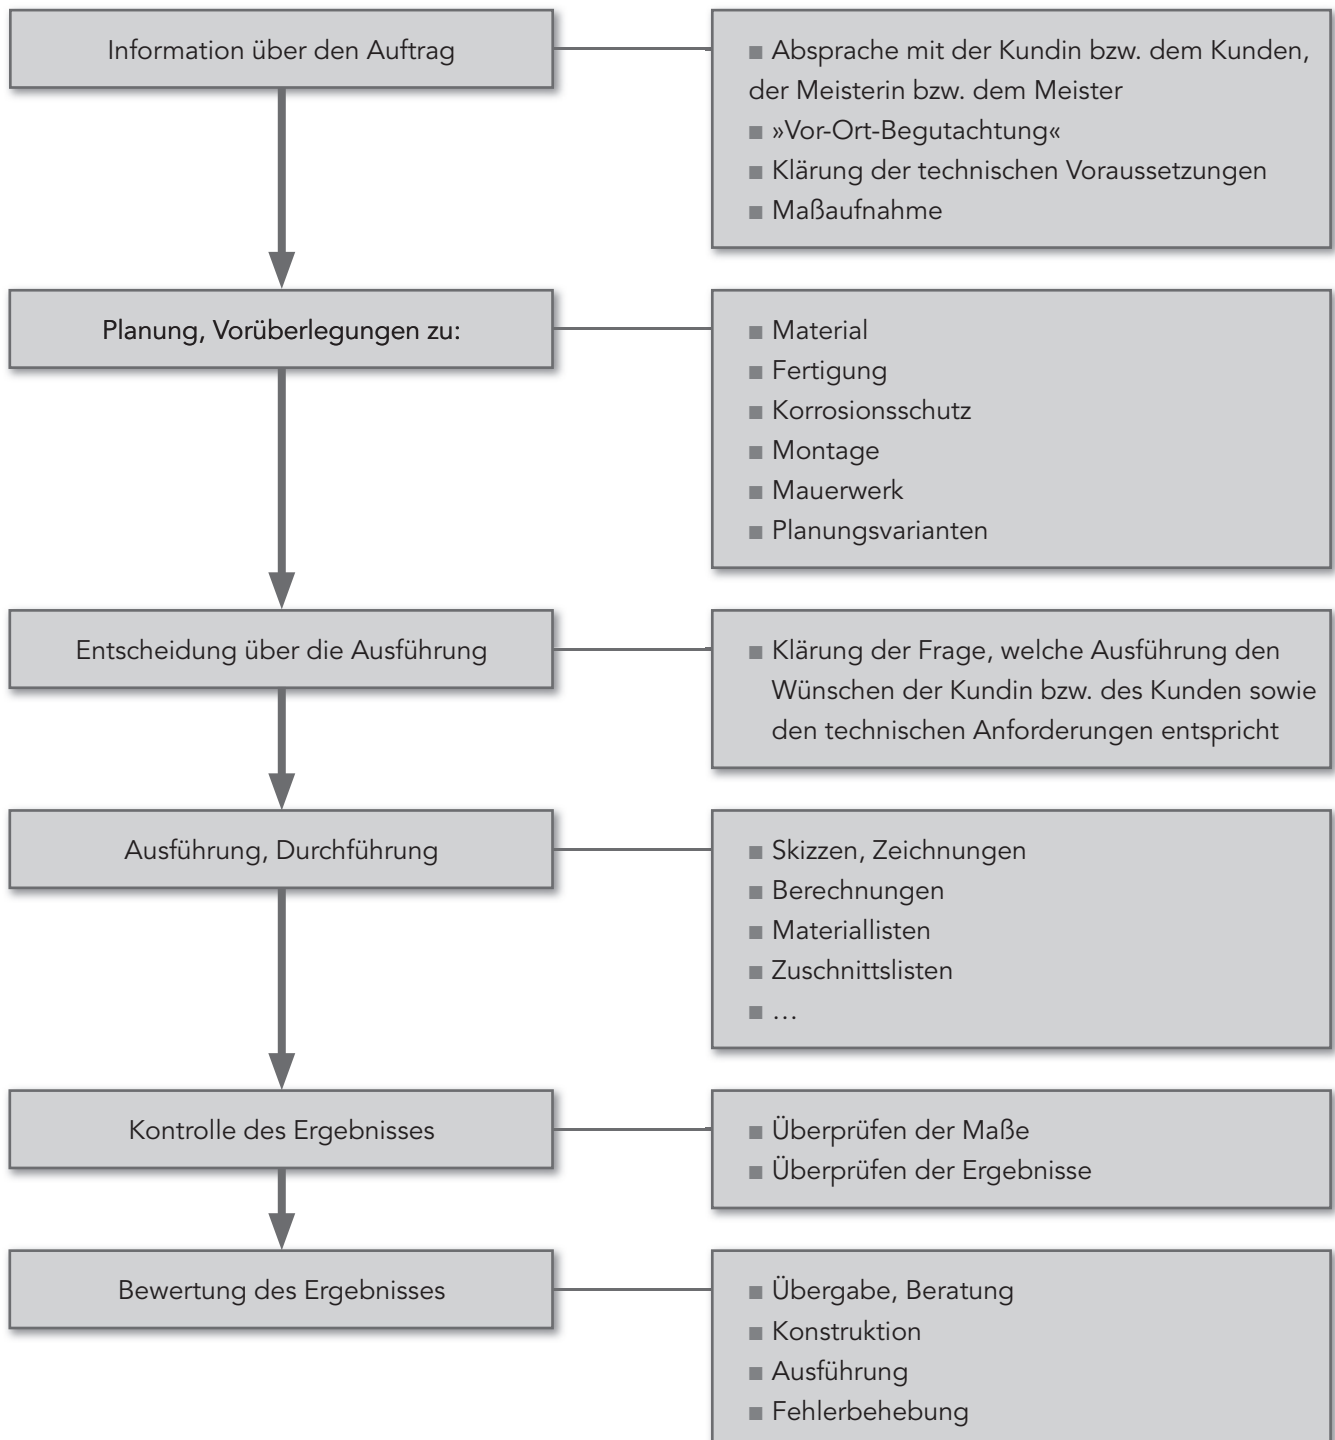 Information über den Auftrag
■ Absprache mit der Kundin bzw. dem Kunden,
der Meisterin bzw. dem Meister
■ »Vor-Ort-Begutachtung«
■ Klärung der technischen Voraussetzungen
■ Maßaufnahme
Planung, Vorüberlegungen zu:
■ Material
■ Fertigung
■ Korrosionsschutz
■ Montage
■ Mauerwerk
■ Planungsvarianten
Entscheidung über die Ausführung
■ Klärung der Frage, welche Ausführung den
Wünschen der Kundin bzw. des Kunden sowie
den technischen Anforderungen entspricht
Ausführung, Durchführung
■ Skizzen, Zeichnungen
■ Berechnungen
■ Materiallisten
■ Zuschnittslisten
■ …
Kontrolle des Ergebnisses
■ Überprüfen der Maße
■ Überprüfen der Ergebnisse
Bewertung des Ergebnisses
■ Übergabe, Beratung
■ Konstruktion
■ Ausführung
■ Fehlerbehebung